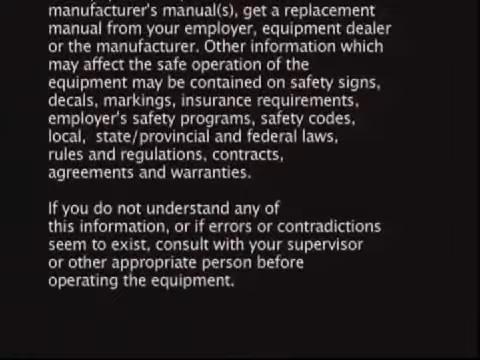 manufacturer's manual(s), get a replacement
manual from your employer, equipment dealer
or the manufacturer. Other information which
may affect the safe operation of the
equipment may be contained on safety signs,
decals, markings, insurance requirements,
employer's safety programs, safety codes,
local, state/provincial and federal laws,
rules and regulations, contracts,
agreements and warranties.
If you do not understand any of
this information, or if errors or contradictions
seem to exist, consult with your supervisor
or other appropriate person before
operating the equipment.